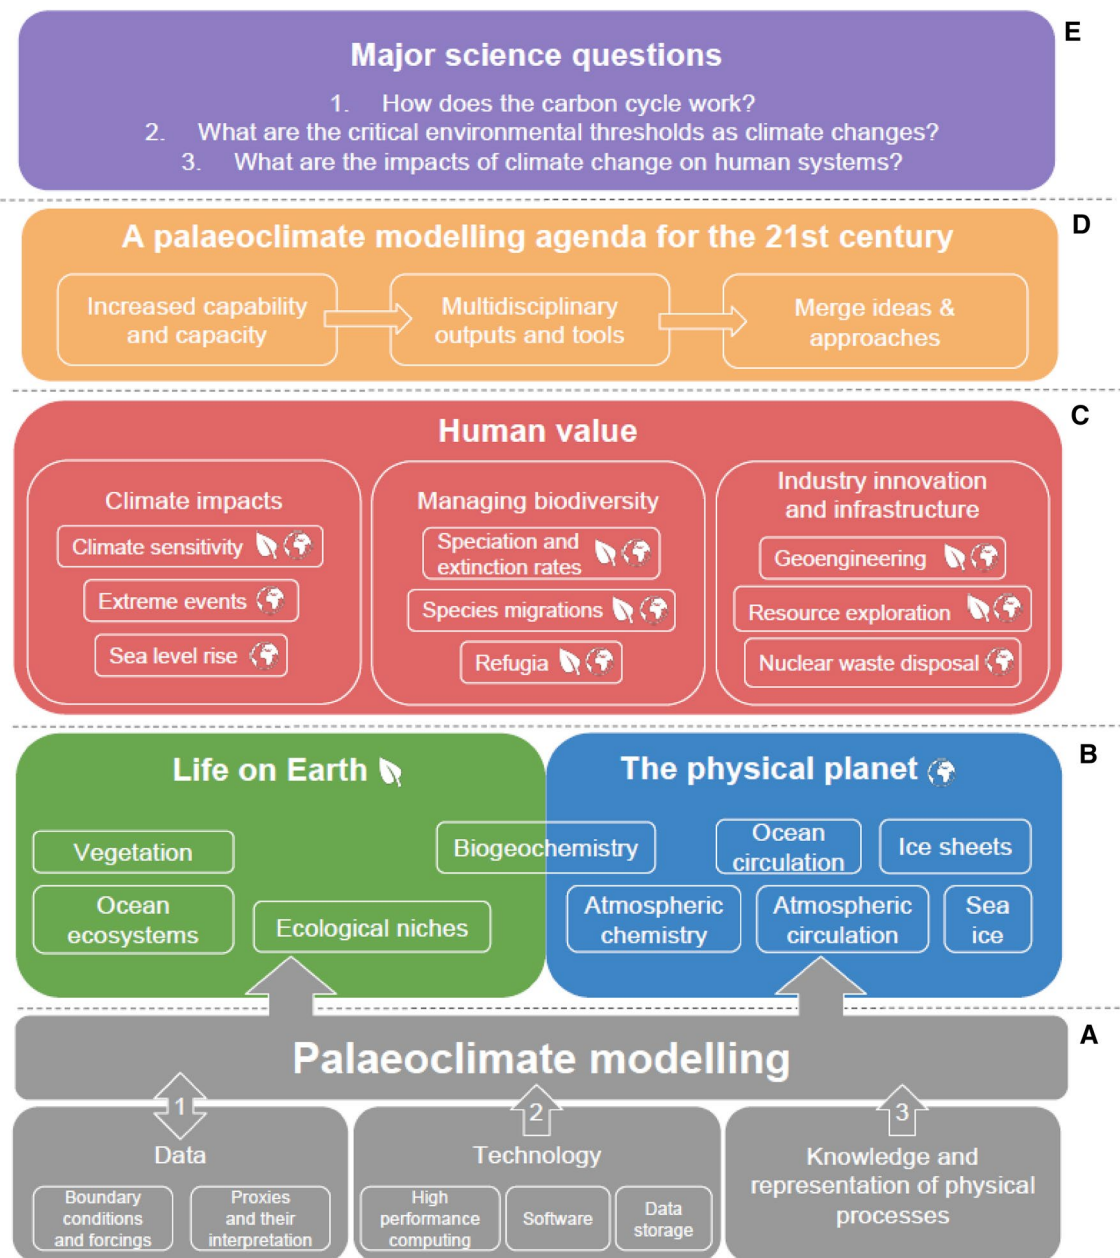 E
Major science questions
1. How does the carbon cycle work?
2. What are the critical environmental thresholds as climate changes?
3. What are the impacts of climate change on human systems?
D
A palaeoclimate modelling agenda for the 21st century
Increased capability
and capacity
Multidisciplinary
outputs and tools
Merge ideas &
approaches
C
Human value
Climate impacts
Climate sensitivity
Extreme events
Sea level rise
Managing biodiversity
Speciation and
extinction rates
Species migrations
Refugia
Industry innovation
and infrastructure
Geoengineering
Resource exploration
Nuclear waste disposal
B
Life on Earth
Vegetation
Ocean
ecosystems
Ecological niches
Biogeochemistry
The physical planet
Ocean
circulation
Ice sheets
Atmospheric
chemistry
Atmospheric
circulation
Sea
ice
A
Palaeoclimate modelling
1
Data
Boundary
conditions
and forcings
Proxies
and their
interpretation
2
Technology
High
performance
computing
Software
Data
storage
3
Knowledge and
representation of physical
processes